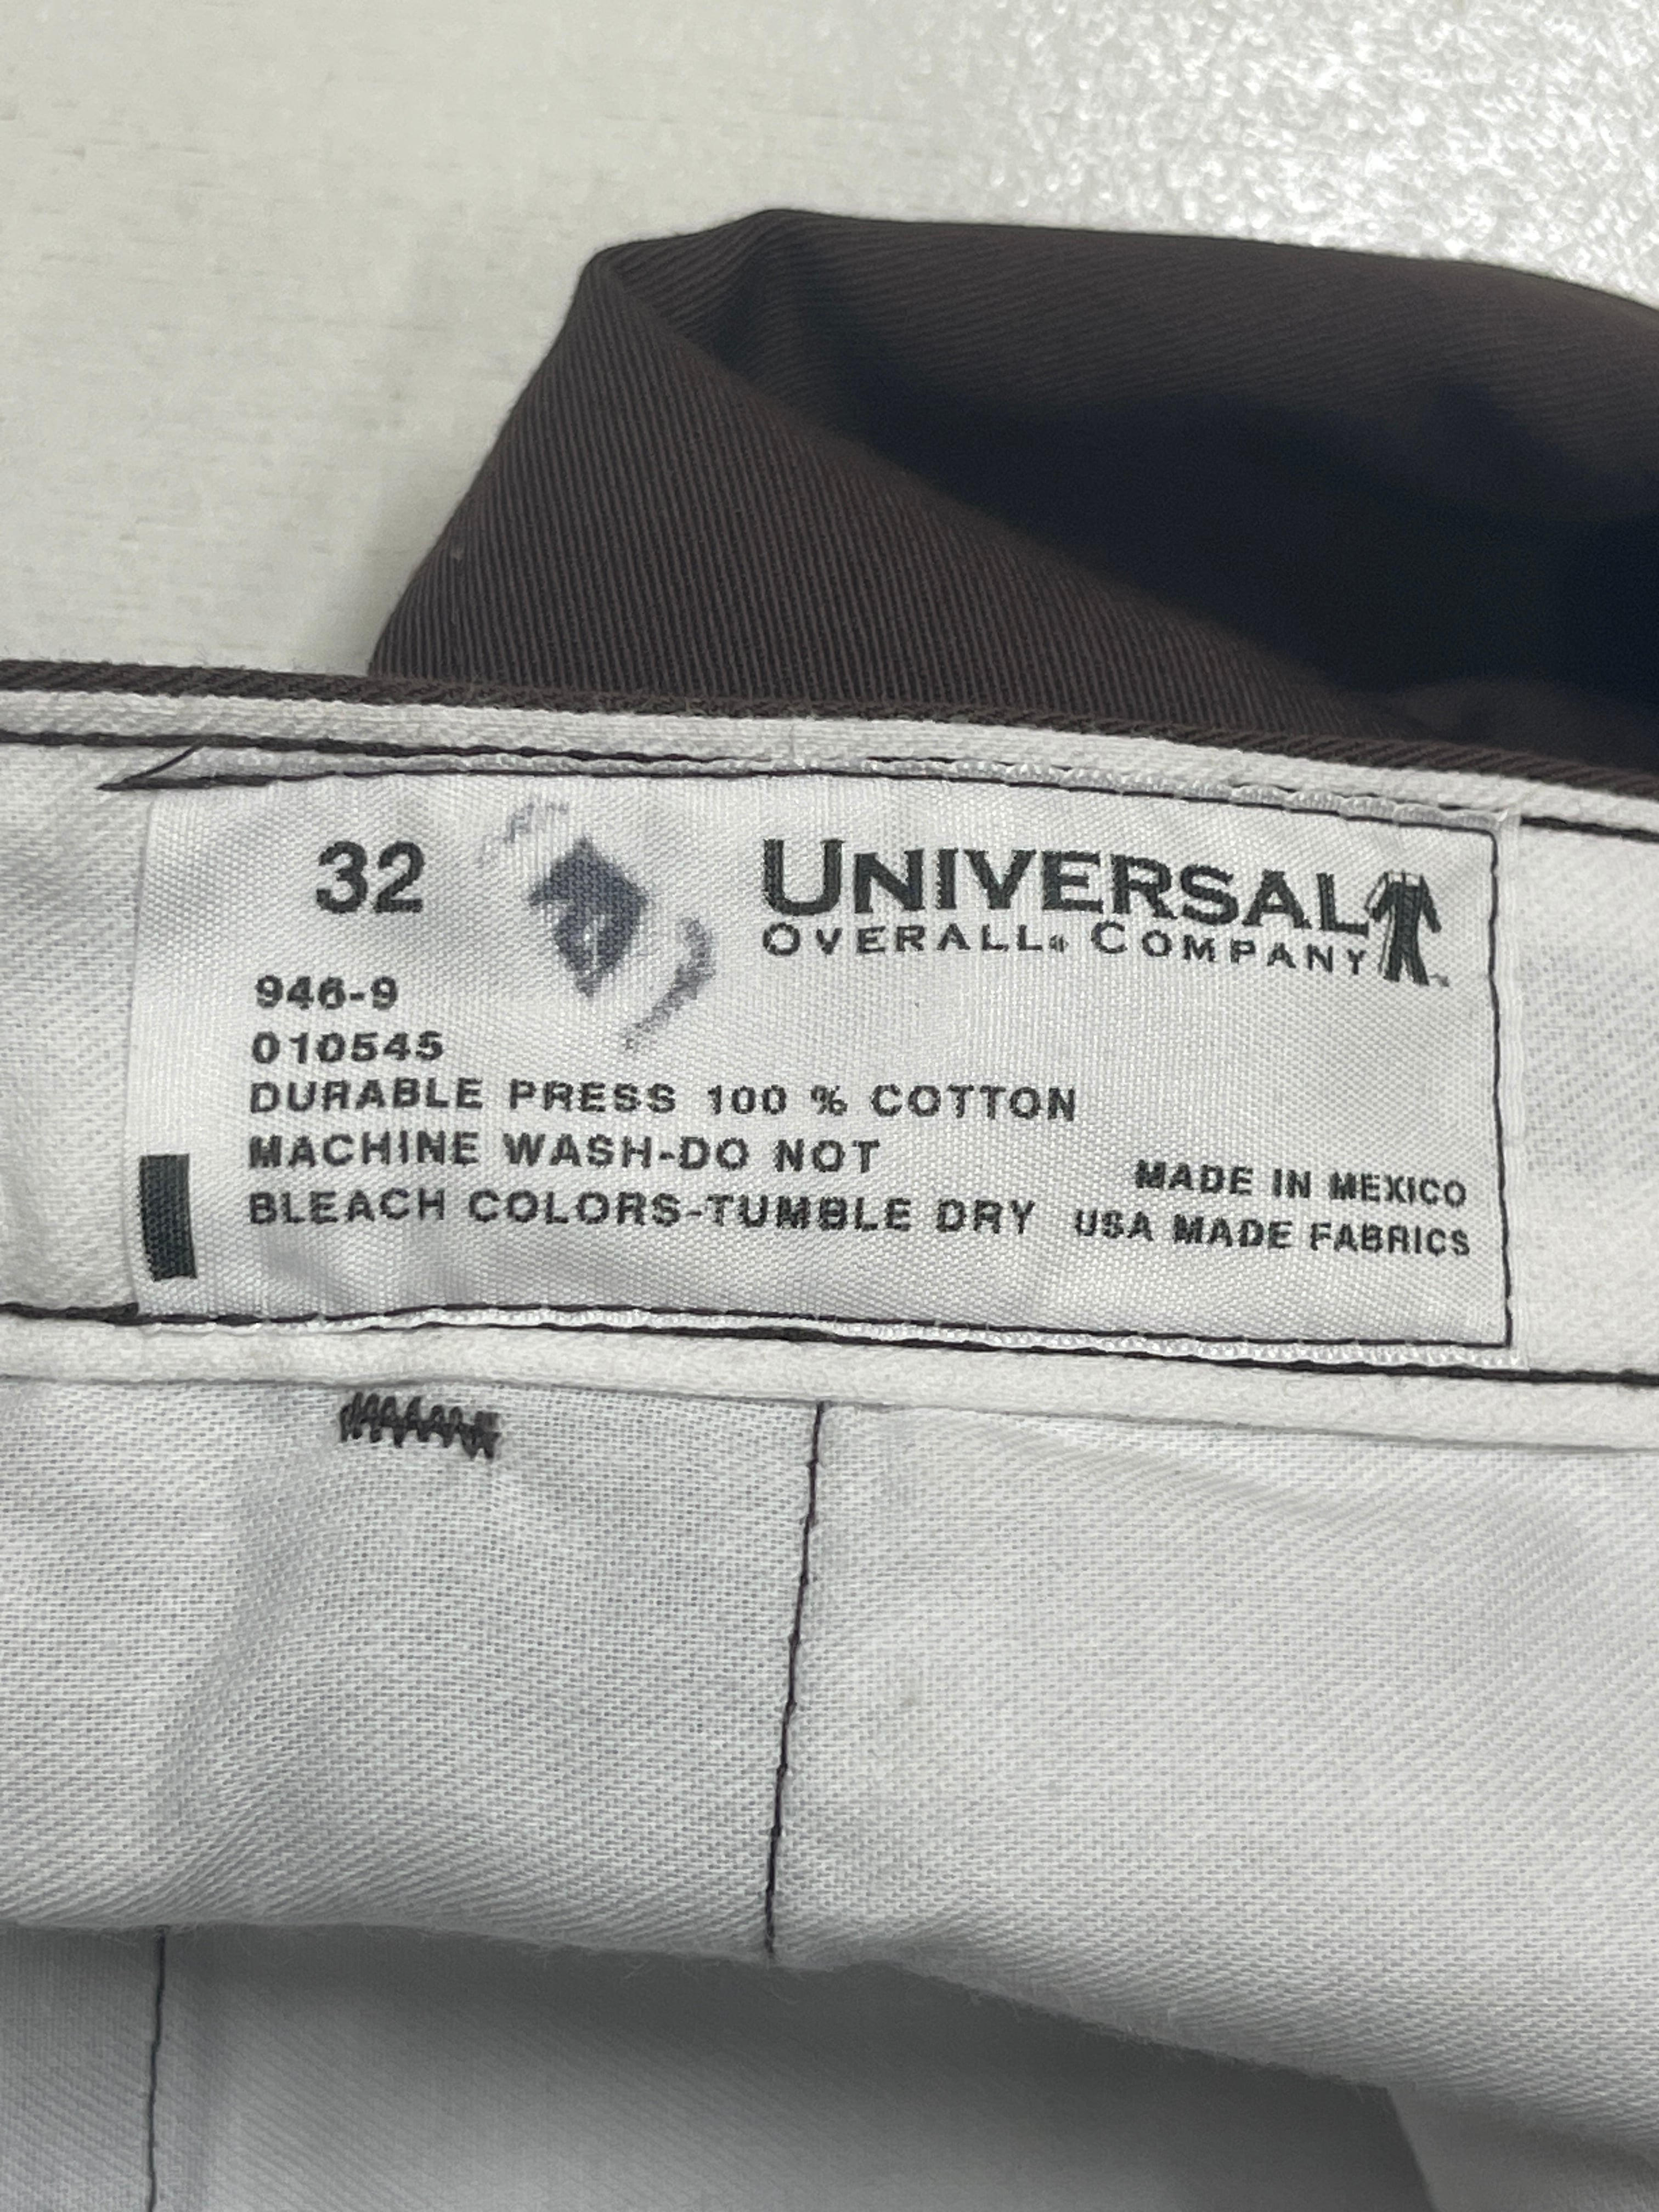 32
UNIVERSAL
OVERALL® COMPANY™
946-9
010545
DURABLE PRESS 100 % COTTON
MACHINE WASH-DO NOT
BLEACH COLORS-TUMBLE DRY
MADE IN MEXICO
USA MADE FABRICS